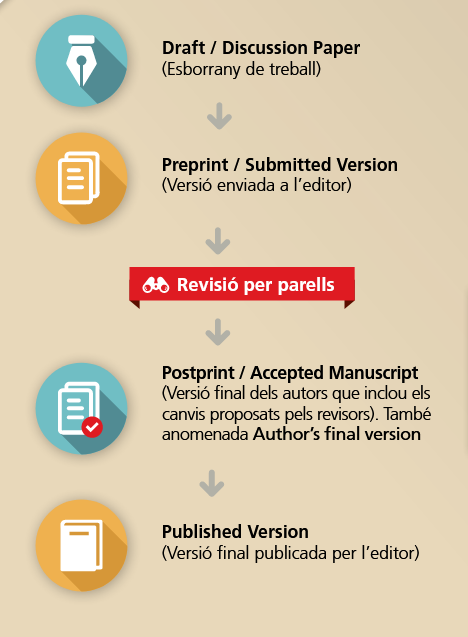 Draft / Discussion Paper
(Esborrany de treball)
Preprint / Submitted Version
(Versió enviada a l’editor)
Revisió per parells
Postprint / Accepted Manuscript
(Versió final dels autors que inclou els
canvis proposats pels revisors). També
anomenada Author’s final version
Published Version
(Versió final publicada per l’editor)